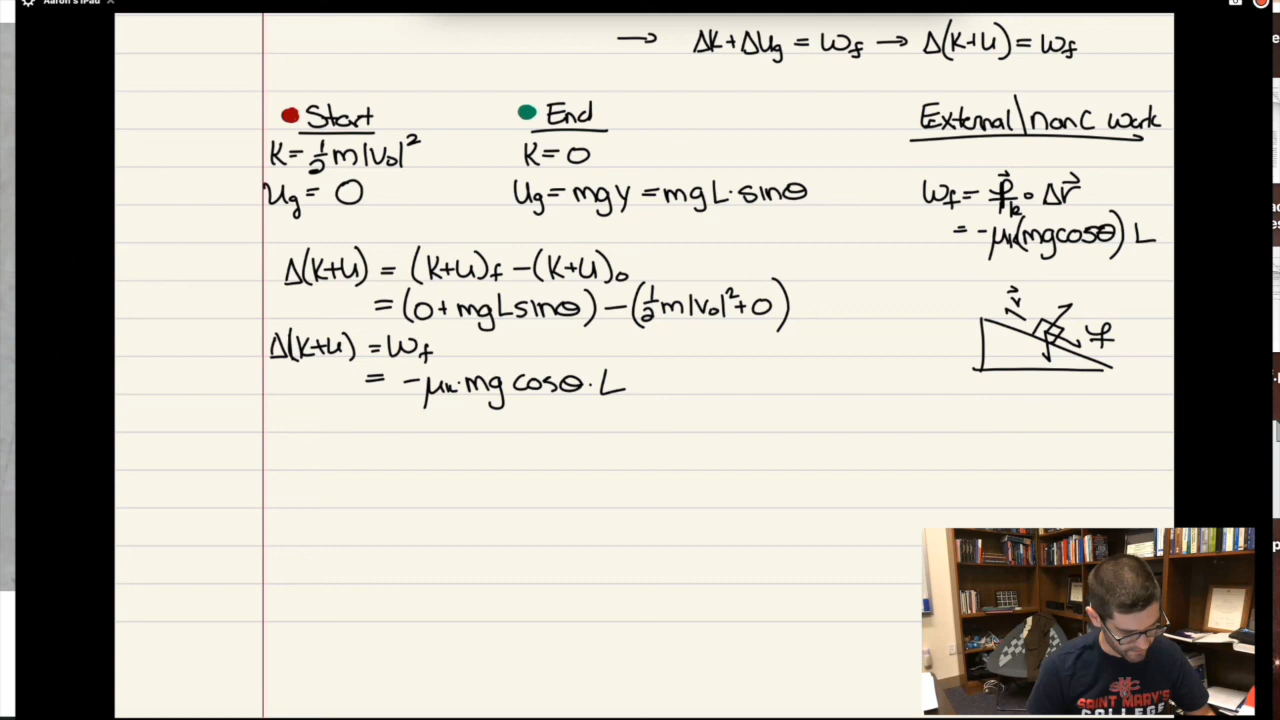 Aaron's iPad
→ ΔK+ΔUg = Wf → Δ(K+U) = Wf
Start
K = ½m|v₀|²
Ug = 0
End
K = 0
Ug = mgy = mgL·sinθ
External\nonC work
Wf = f⃗k · Δr⃗
= -μk(mgcosθ) L
v⃗
f
Δ(K+U) = (K+U)f - (K+U)₀
= (0+mgLsinθ) - (½m|v₀|²+0)
Δ(K+U) = Wf
= -μk·mg cosθ·L
SAINT MARY'S
COLLEGE